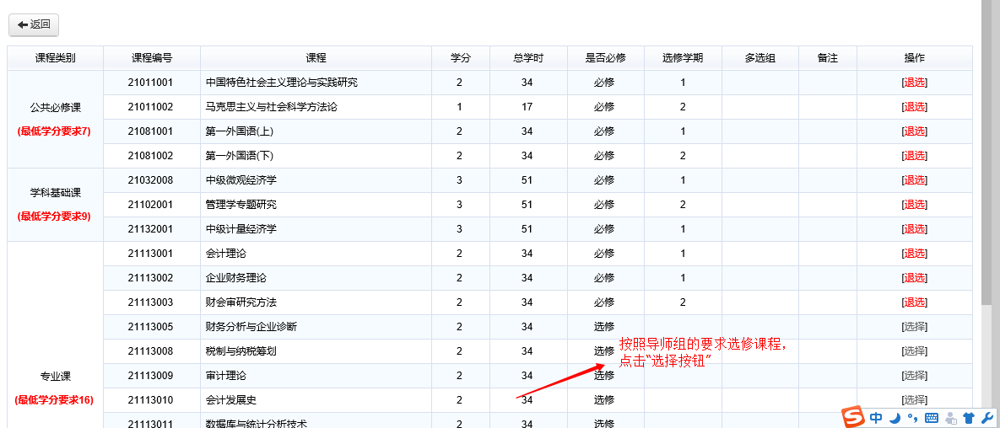 返回
课程类别 课程编号 课程 学分 总学时 是否必修 选修学期 多选组 备注 操作
公共必修课
(最低学分要求7)
21011001 中国特色社会主义理论与实践研究 2 34 必修 1 [退选]
21011002 马克思主义与社会科学方法论 1 17 必修 2 [退选]
21081001 第一外国语(上) 2 34 必修 1 [退选]
21081002 第一外国语(下) 2 34 必修 2 [退选]
学科基础课
(最低学分要求9)
21032008 中级微观经济学 3 51 必修 1 [退选]
21102001 管理学专题研究 3 51 必修 2 [退选]
21132001 中级计量经济学 3 51 必修 1 [退选]
专业课
(最低学分要求16)
21113001 会计理论 2 34 必修 1 [退选]
21113002 企业财务理论 2 34 必修 1 [退选]
21113003 财会审研究方法 2 34 必修 2 [退选]
21113005 财务分析与企业诊断 2 34 选修 [选择]
21113008 税制与纳税筹划 2 34 选修 [选择]
21113009 审计理论 2 34 选修 [选择]
21113010 会计发展史 2 34 选修 [选择]
21113011 数据库与统计分析技术 2 34 选修
按照导师组的要求选修课程，
点击“选择按钮”
S 中